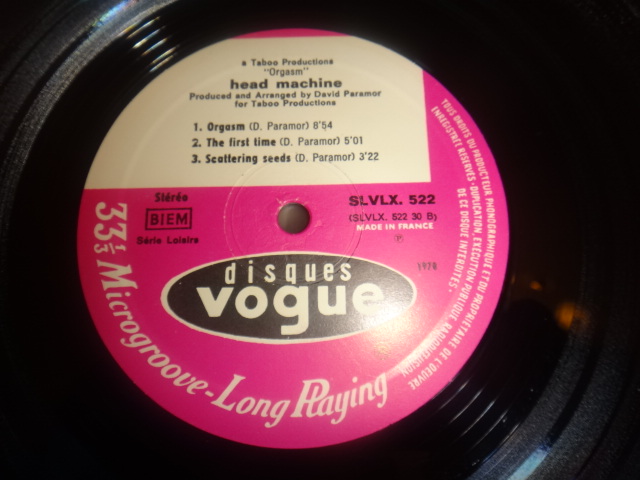 a Taboo Productions
"Orgasm"
head machine
Produced and Arranged by David Paramor
for Taboo Productions
1. Orgasm (D. Paramor) 8'54
2. The first time (D. Paramor) 5'01
3. Scattering seeds (D. Paramor) 3'22
Stéréo
BIEM
Série Loisirs
SLVLX. 522
(SLVLX. 522 30 B)
MADE IN FRANCE
℗
1970
disques
vogue
33⅓ Microgroove-Long Playing
TOUS DROITS DU PRODUCTEUR PHONOGRAPHIQUE ET DU PROPRIETAIRE DE L'OEUVRE
ENREGISTREE RESERVES - DUPLICATION, EXECUTION PUBLIQUE, RADIODIFFUSION
DE CE DISQUE INTERDITES -